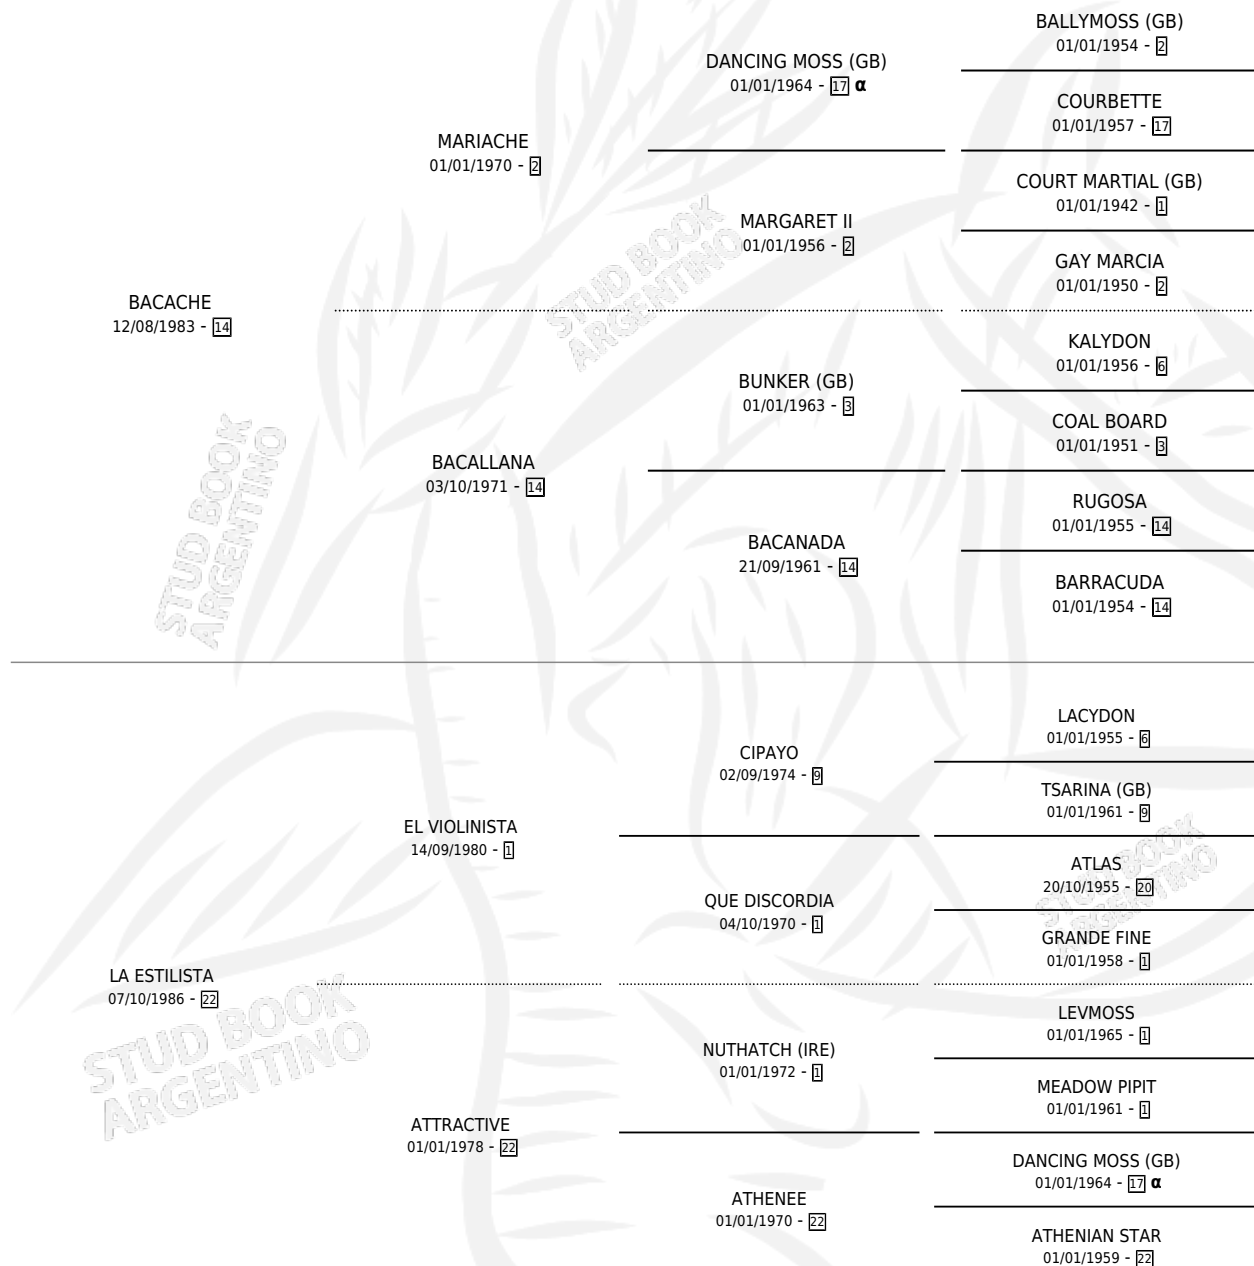 BALLYMOSS (GB)
01/01/1954 - 2
DANCING MOSS (GB)
01/01/1964 - 17 α
COURBETTE
01/01/1957 - 17
MARIACHE
01/01/1970 - 2
COURT MARTIAL (GB)
01/01/1942 - 1
MARGARET II
01/01/1956 - 2
GAY MARCIA
01/01/1950 - 2
BACACHE
12/08/1983 - 14
KALYDON
01/01/1956 - 6
BUNKER (GB)
01/01/1963 - 3
COAL BOARD
01/01/1951 - 3
BACALLANA
03/10/1971 - 14
RUGOSA
01/01/1955 - 14
BACANADA
21/09/1961 - 14
BARRACUDA
01/01/1954 - 14
LACYDON
01/01/1955 - 6
CIPAYO
02/09/1974 - 9
TSARINA (GB)
01/01/1961 - 9
EL VIOLINISTA
14/09/1980 - 1
ATLAS
20/10/1955 - 20
QUE DISCORDIA
04/10/1970 - 1
GRANDE FINE
01/01/1958 - 1
LA ESTILISTA
07/10/1986 - 22
LEVMOSS
01/01/1965 - 1
NUTHATCH (IRE)
01/01/1972 - 1
MEADOW PIPIT
01/01/1961 - 1
ATTRACTIVE
01/01/1978 - 22
DANCING MOSS (GB)
01/01/1964 - 17 α
ATHENEE
01/01/1970 - 22
ATHENIAN STAR
01/01/1959 - 22
STUD BOOK
ARGENTINO
STUD BOOK
ARGENTINO
STUD BOOK
ARGENTINO
STUD BOOK
ARGENTINO